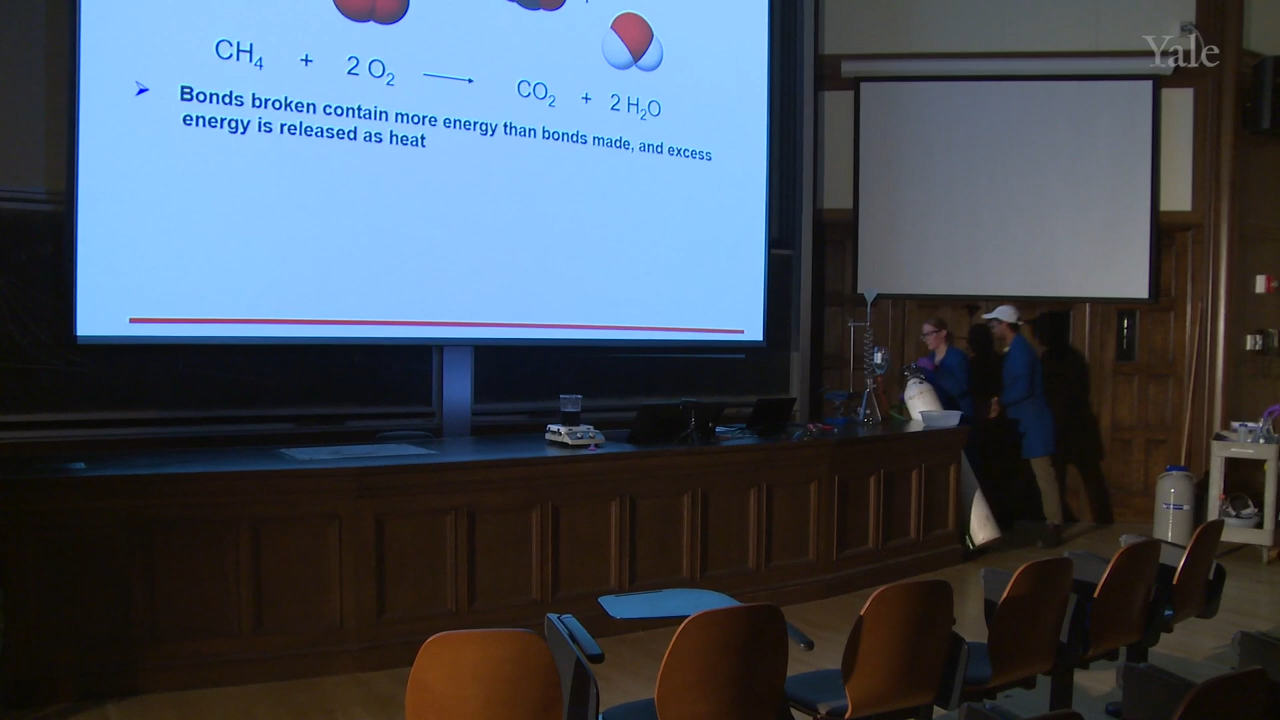 Yale
CH4 + 2 O2 ⟶ CO2 + 2 H2O
➢ Bonds broken contain more energy than bonds made, and excess
energy is released as heat